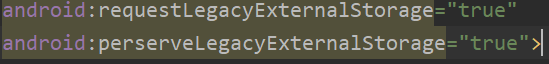 android:requestLegacyExternalStorage="true"
android:perserveLegacyExternalStorage="true">